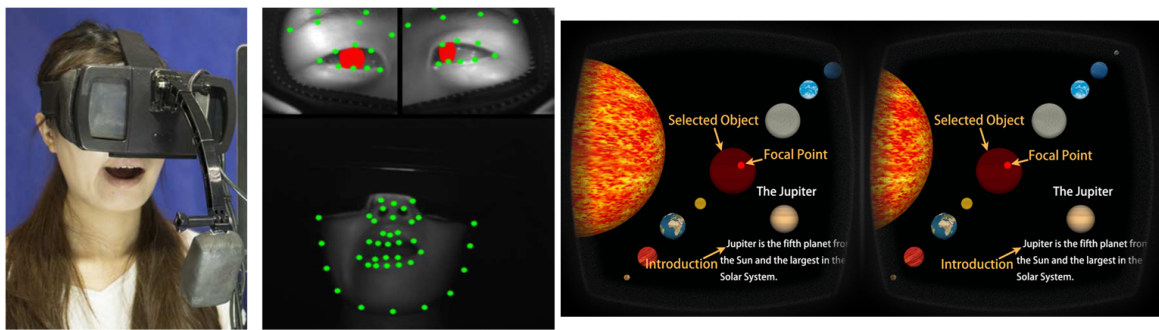 Selected Object
Focal Point
The Jupiter
Jupiter is the fifth planet from
Introduction
the Sun and the largest in the
Solar System.
Selected Object
Focal Point
The Jupiter
Jupiter is the fifth planet from
Introduction
the Sun and the largest in the
Solar System.